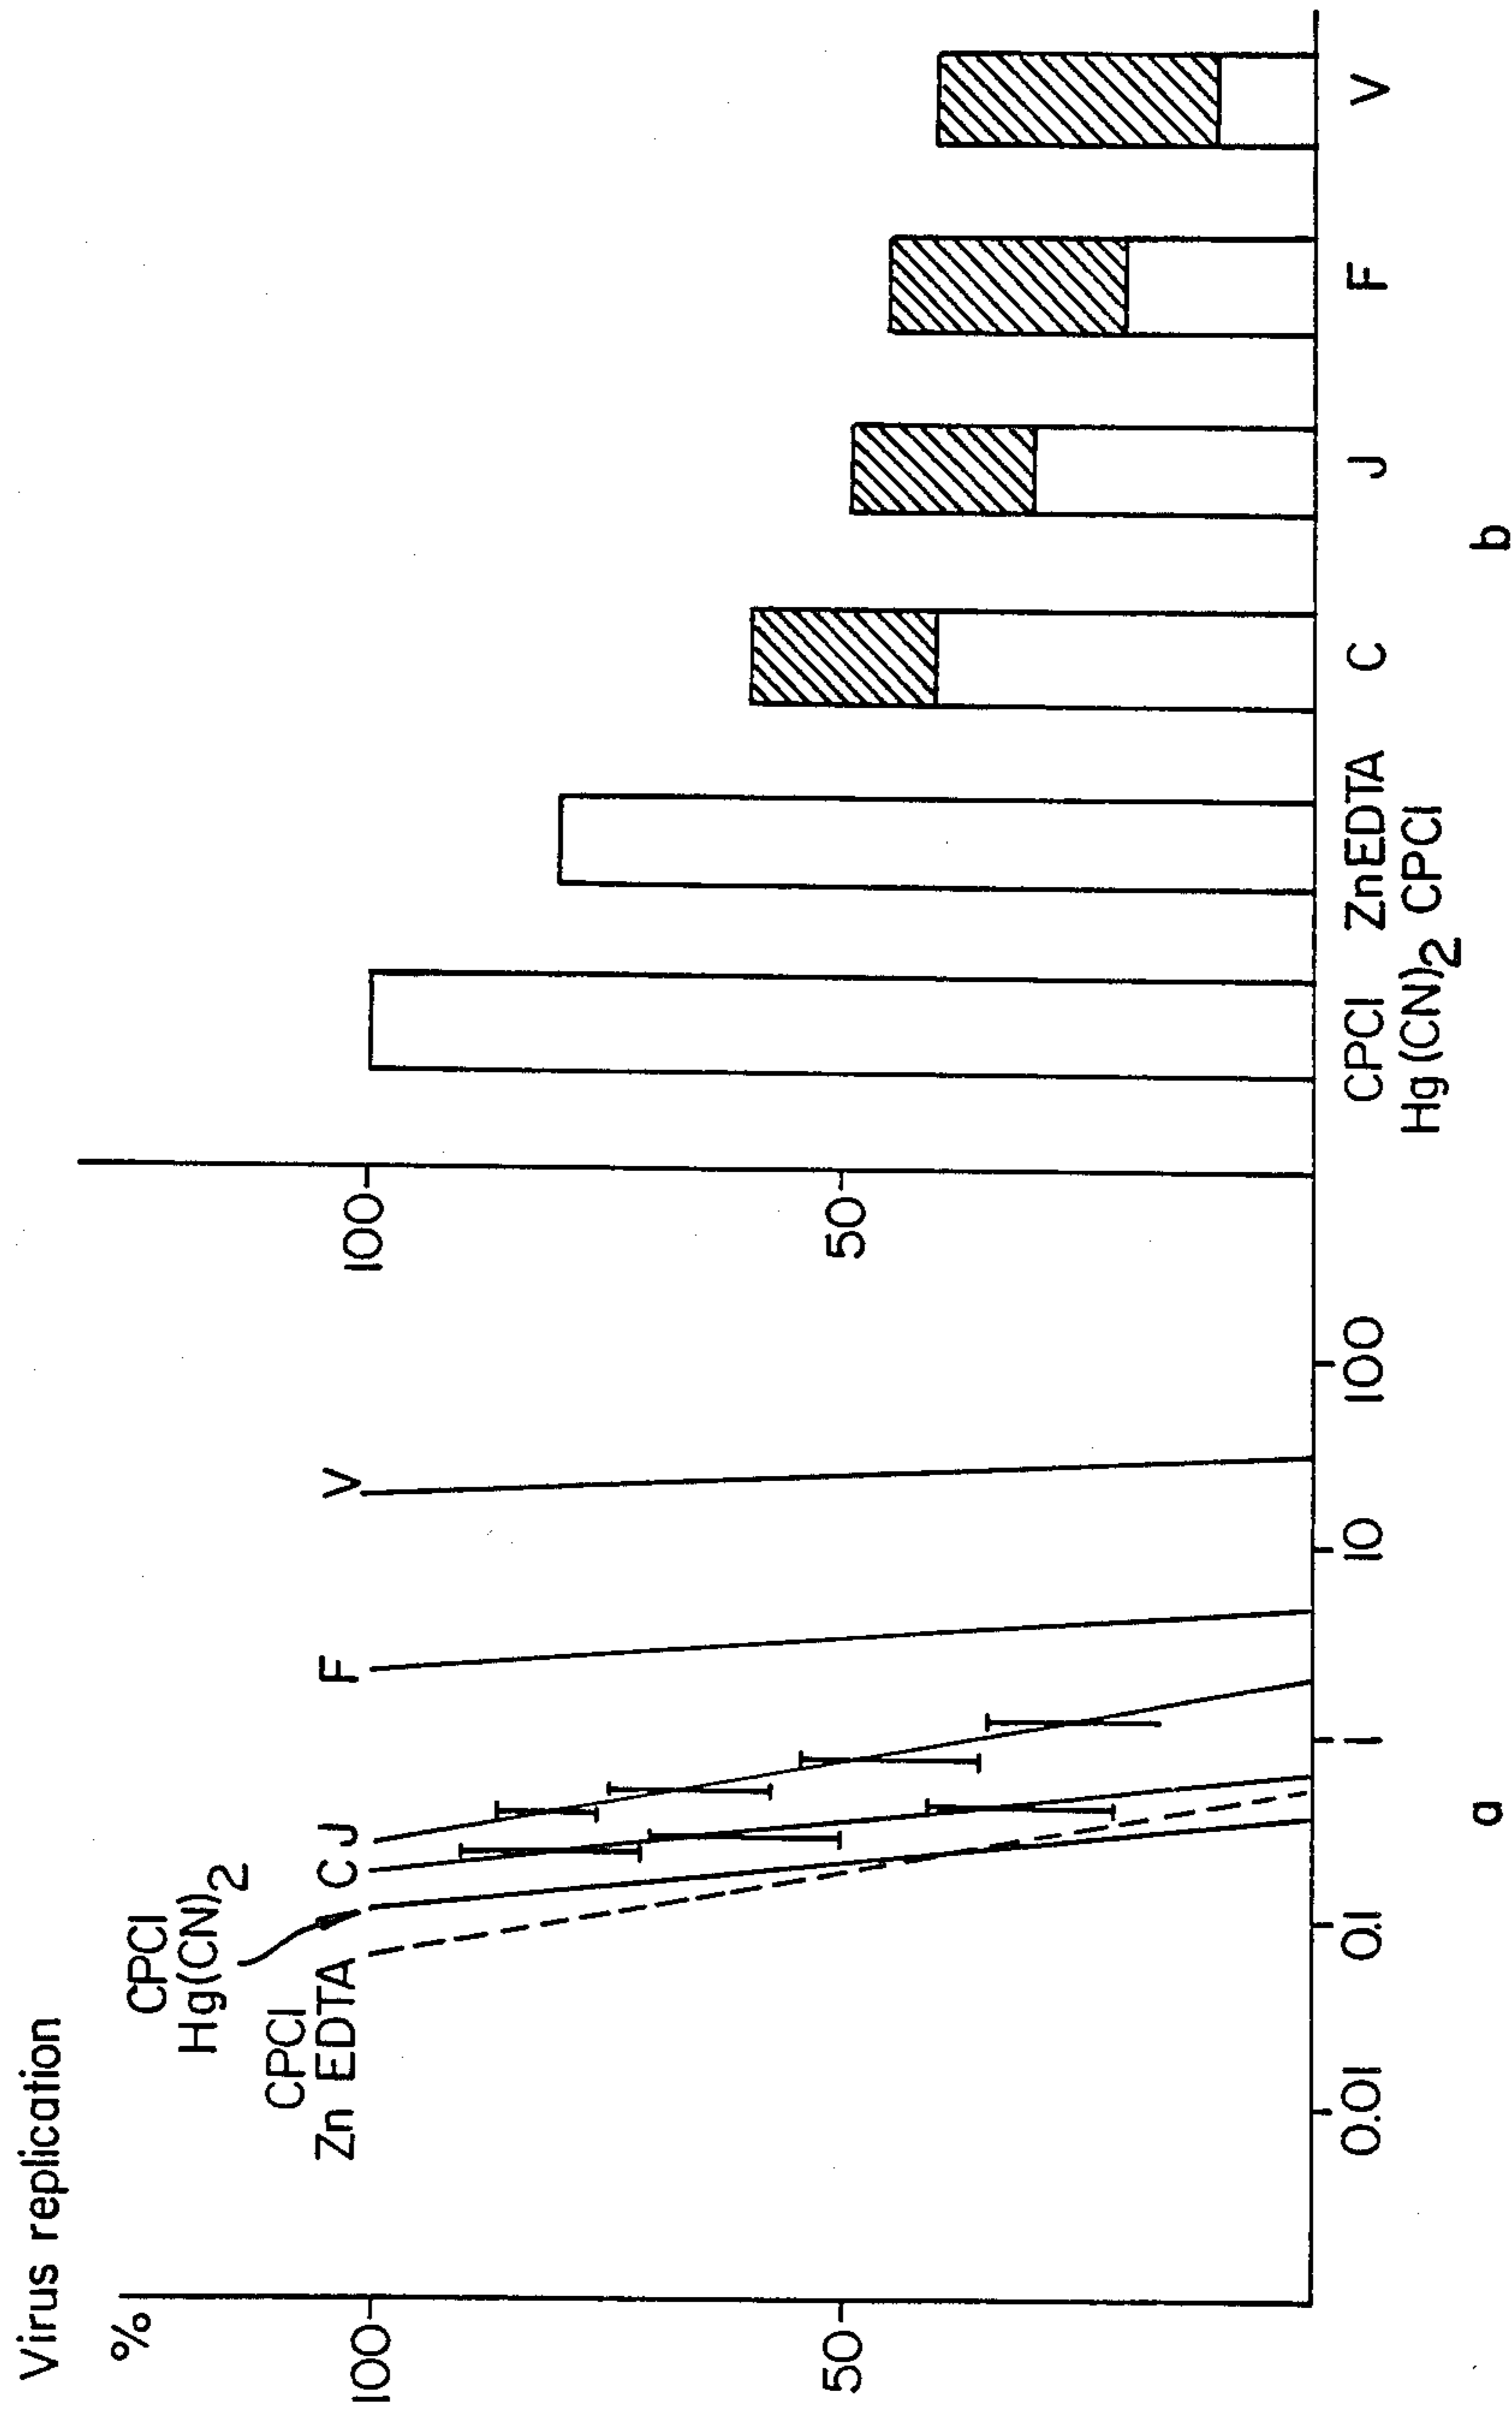 Virus replication
%
100
50
CPCl
Hg(CN)2
CPCl
Zn EDTA
C
J
F
V
0.01
0.1
1
10
100
a
100
50
CPCl
Hg(CN)2
ZnEDTA
CPCl
C
J
F
V
b